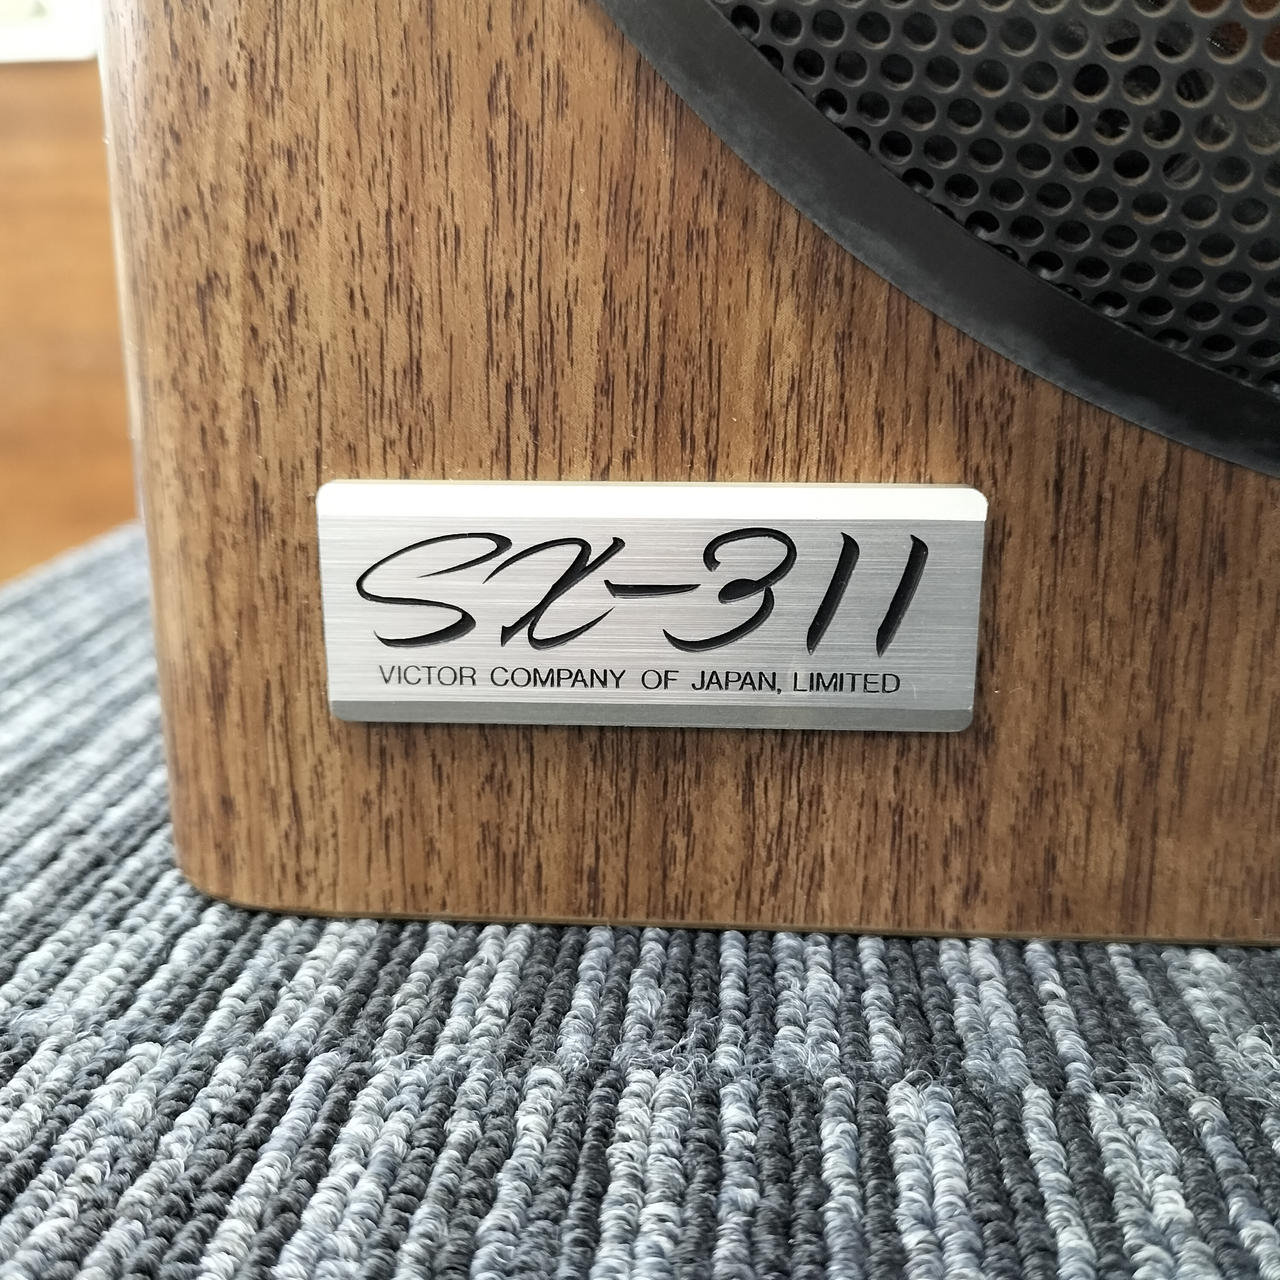 SX-311
VICTOR COMPANY OF JAPAN, LIMITED